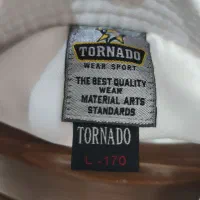 TORNADO
WEAR SPORT
THE BEST QUALITY
WEAR
MATERIAL ARTS
STANDARDS
TORNADO
L-170